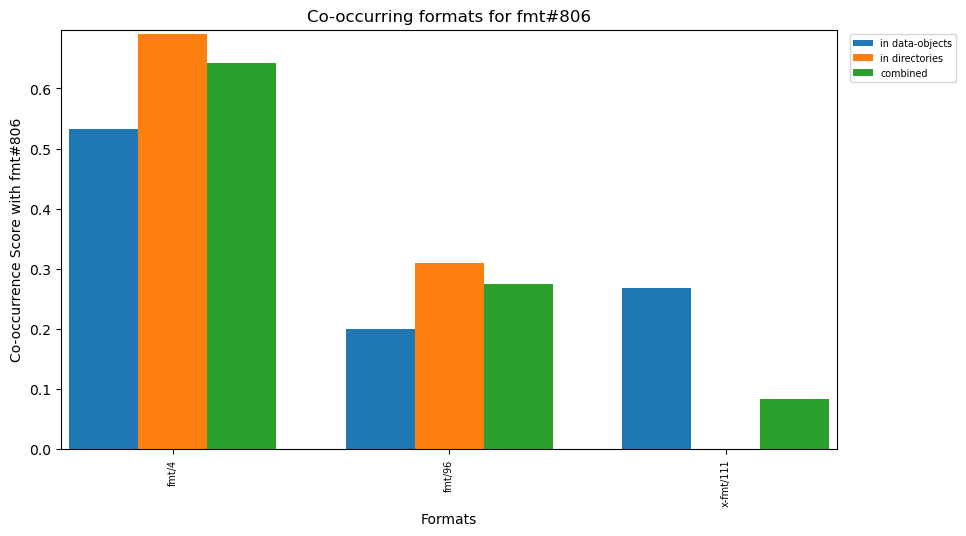 Co-occurring formats for fmt#806
in data-objects
in directories
combined
Co-occurrence Score with fmt#806
0.6
0.5
0.4
0.3
0.2
0.1
0.0
fmt/4
fmt/96
x-fmt/111
Formats